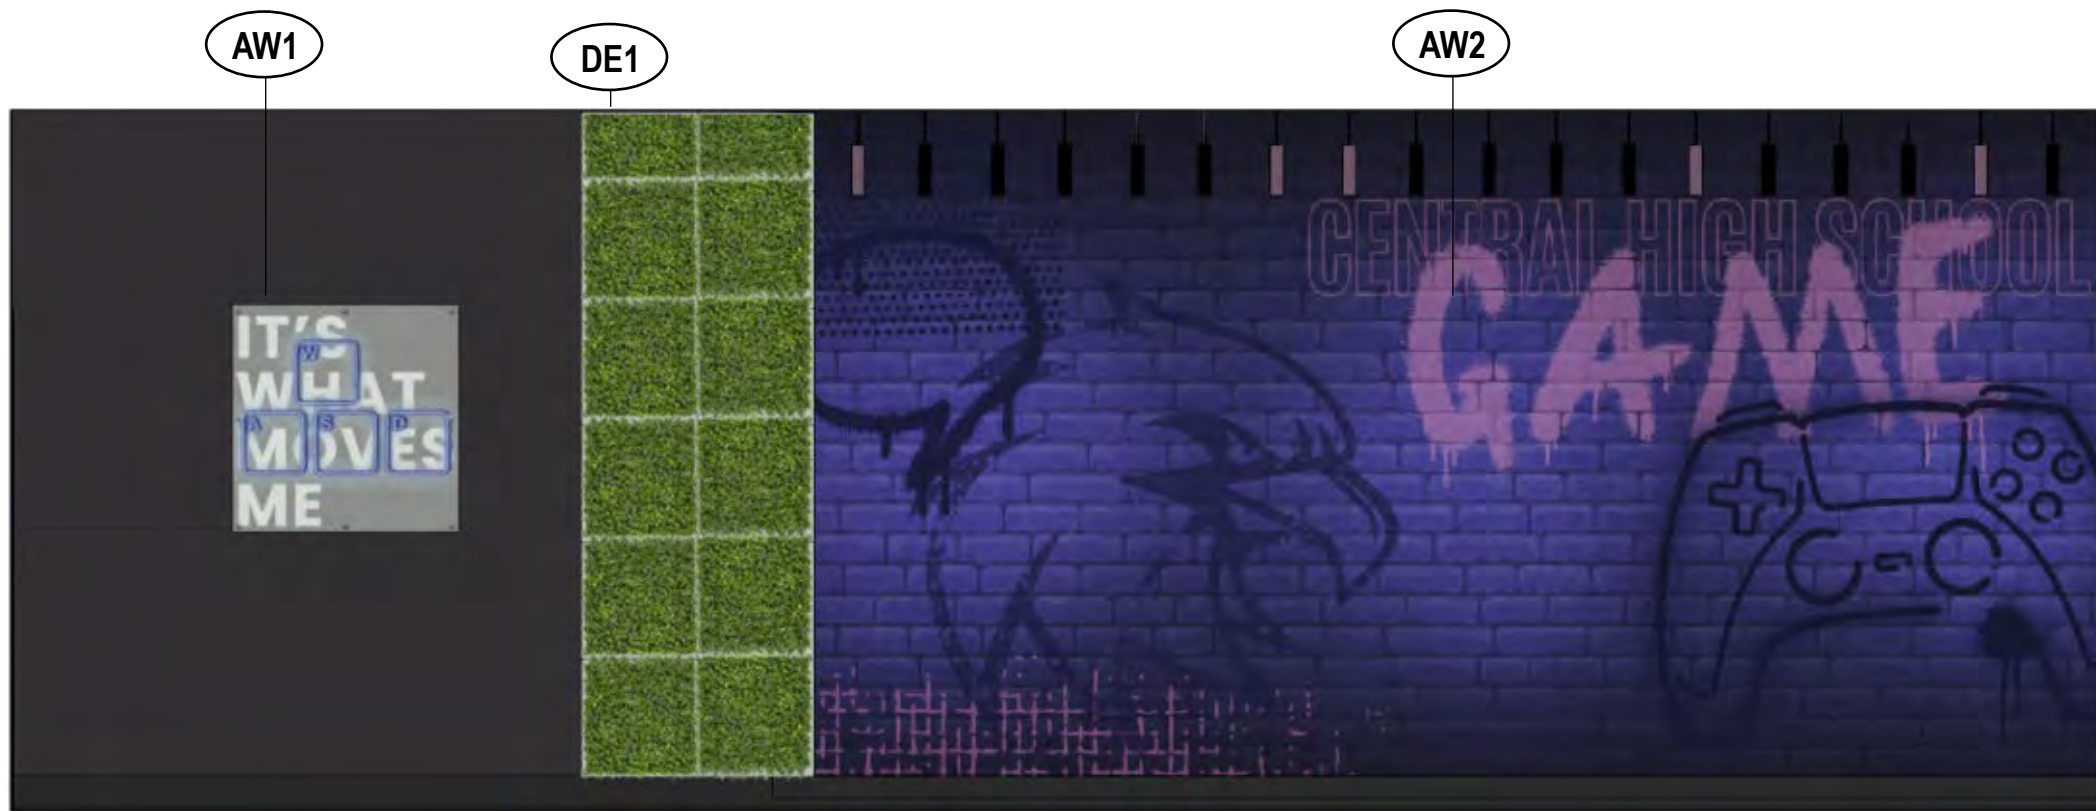 AW1
DE1
AW2
IT'S
W
WHAT
A S D
MOVES
ME
CENTRAL HIGH SCHOOL
GAME